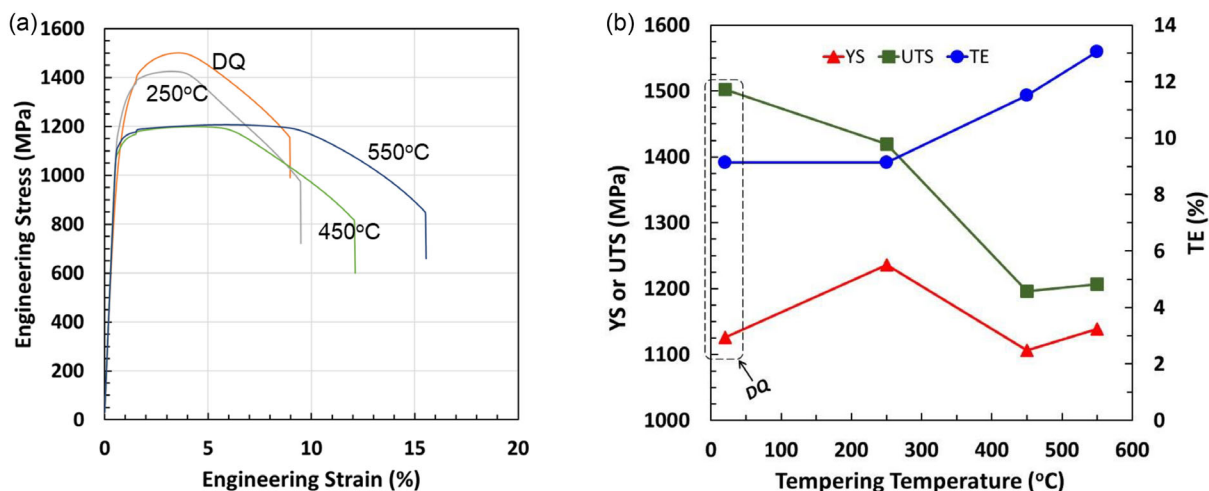 (a)
1600
1400
1200
1000
800
600
400
200
0
Engineering Stress (MPa)
DQ
250°C
550°C
450°C
0 5 10 15 20
Engineering Strain (%)
(b)
1600
1500
1400
1300
1200
1100
1000
YS or UTS (MPa)
YS UTS TE
DQ
14
12
10
8
6
4
2
0
TE (%)
0 100 200 300 400 500 600
Tempering Temperature (°C)